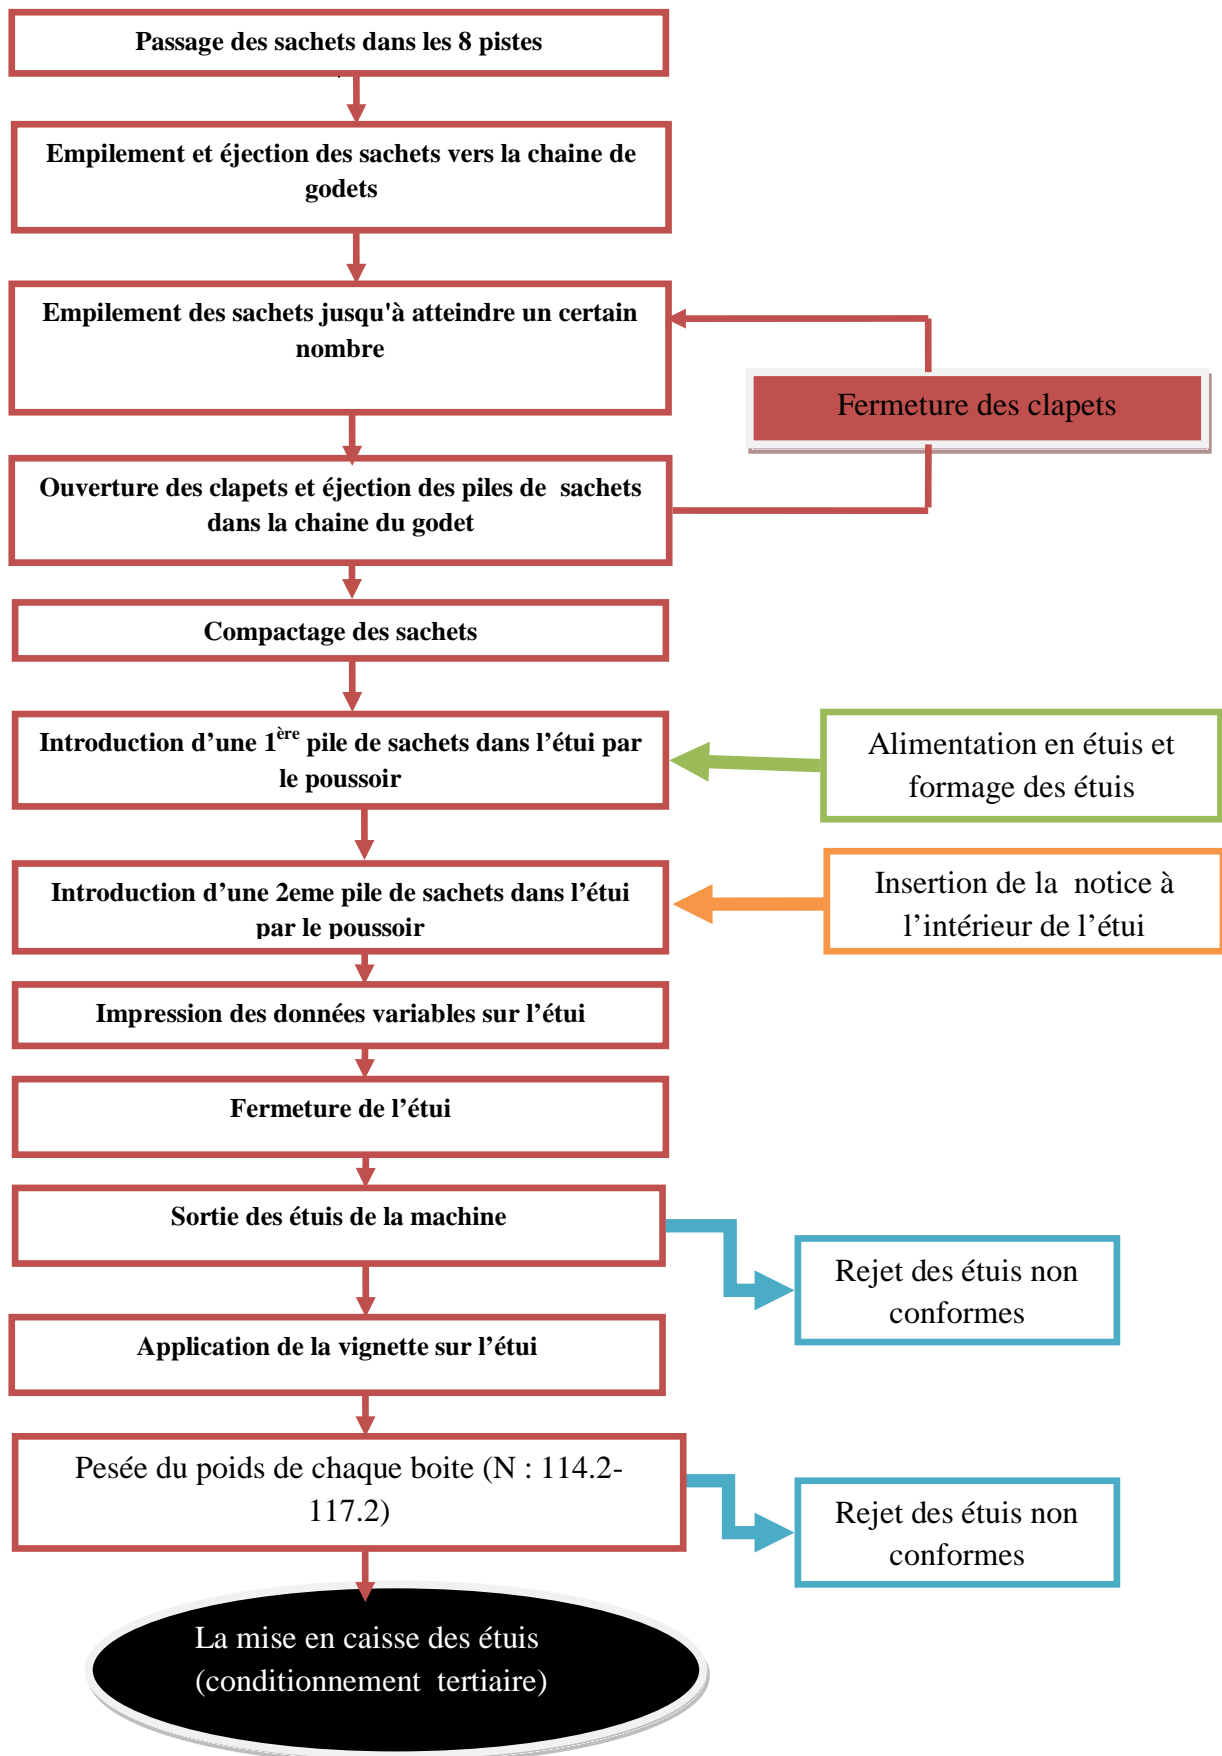 Passage des sachets dans les 8 pistes
Empilement et éjection des sachets vers la chaine de
godets
Empilement des sachets jusqu'à atteindre un certain
nombre
Fermeture des clapets
Ouverture des clapets et éjection des piles de  sachets
dans la chaine du godet
Compactage des sachets
Introduction d’une 1ère pile de sachets dans l’étui par
le poussoir
Alimentation en étuis et
formage des étuis
Introduction d’une 2eme pile de sachets dans l’étui
par le poussoir
Insertion de la  notice à
l’intérieur de l’étui
Impression des données variables sur l’étui
Fermeture de l’étui
Sortie des étuis de la machine
Rejet des étuis non
conformes
Application de la vignette sur l’étui
Pesée du poids de chaque boite (N : 114.2-
117.2)
Rejet des étuis non
conformes
La mise en caisse des étuis
(conditionnement  tertiaire)